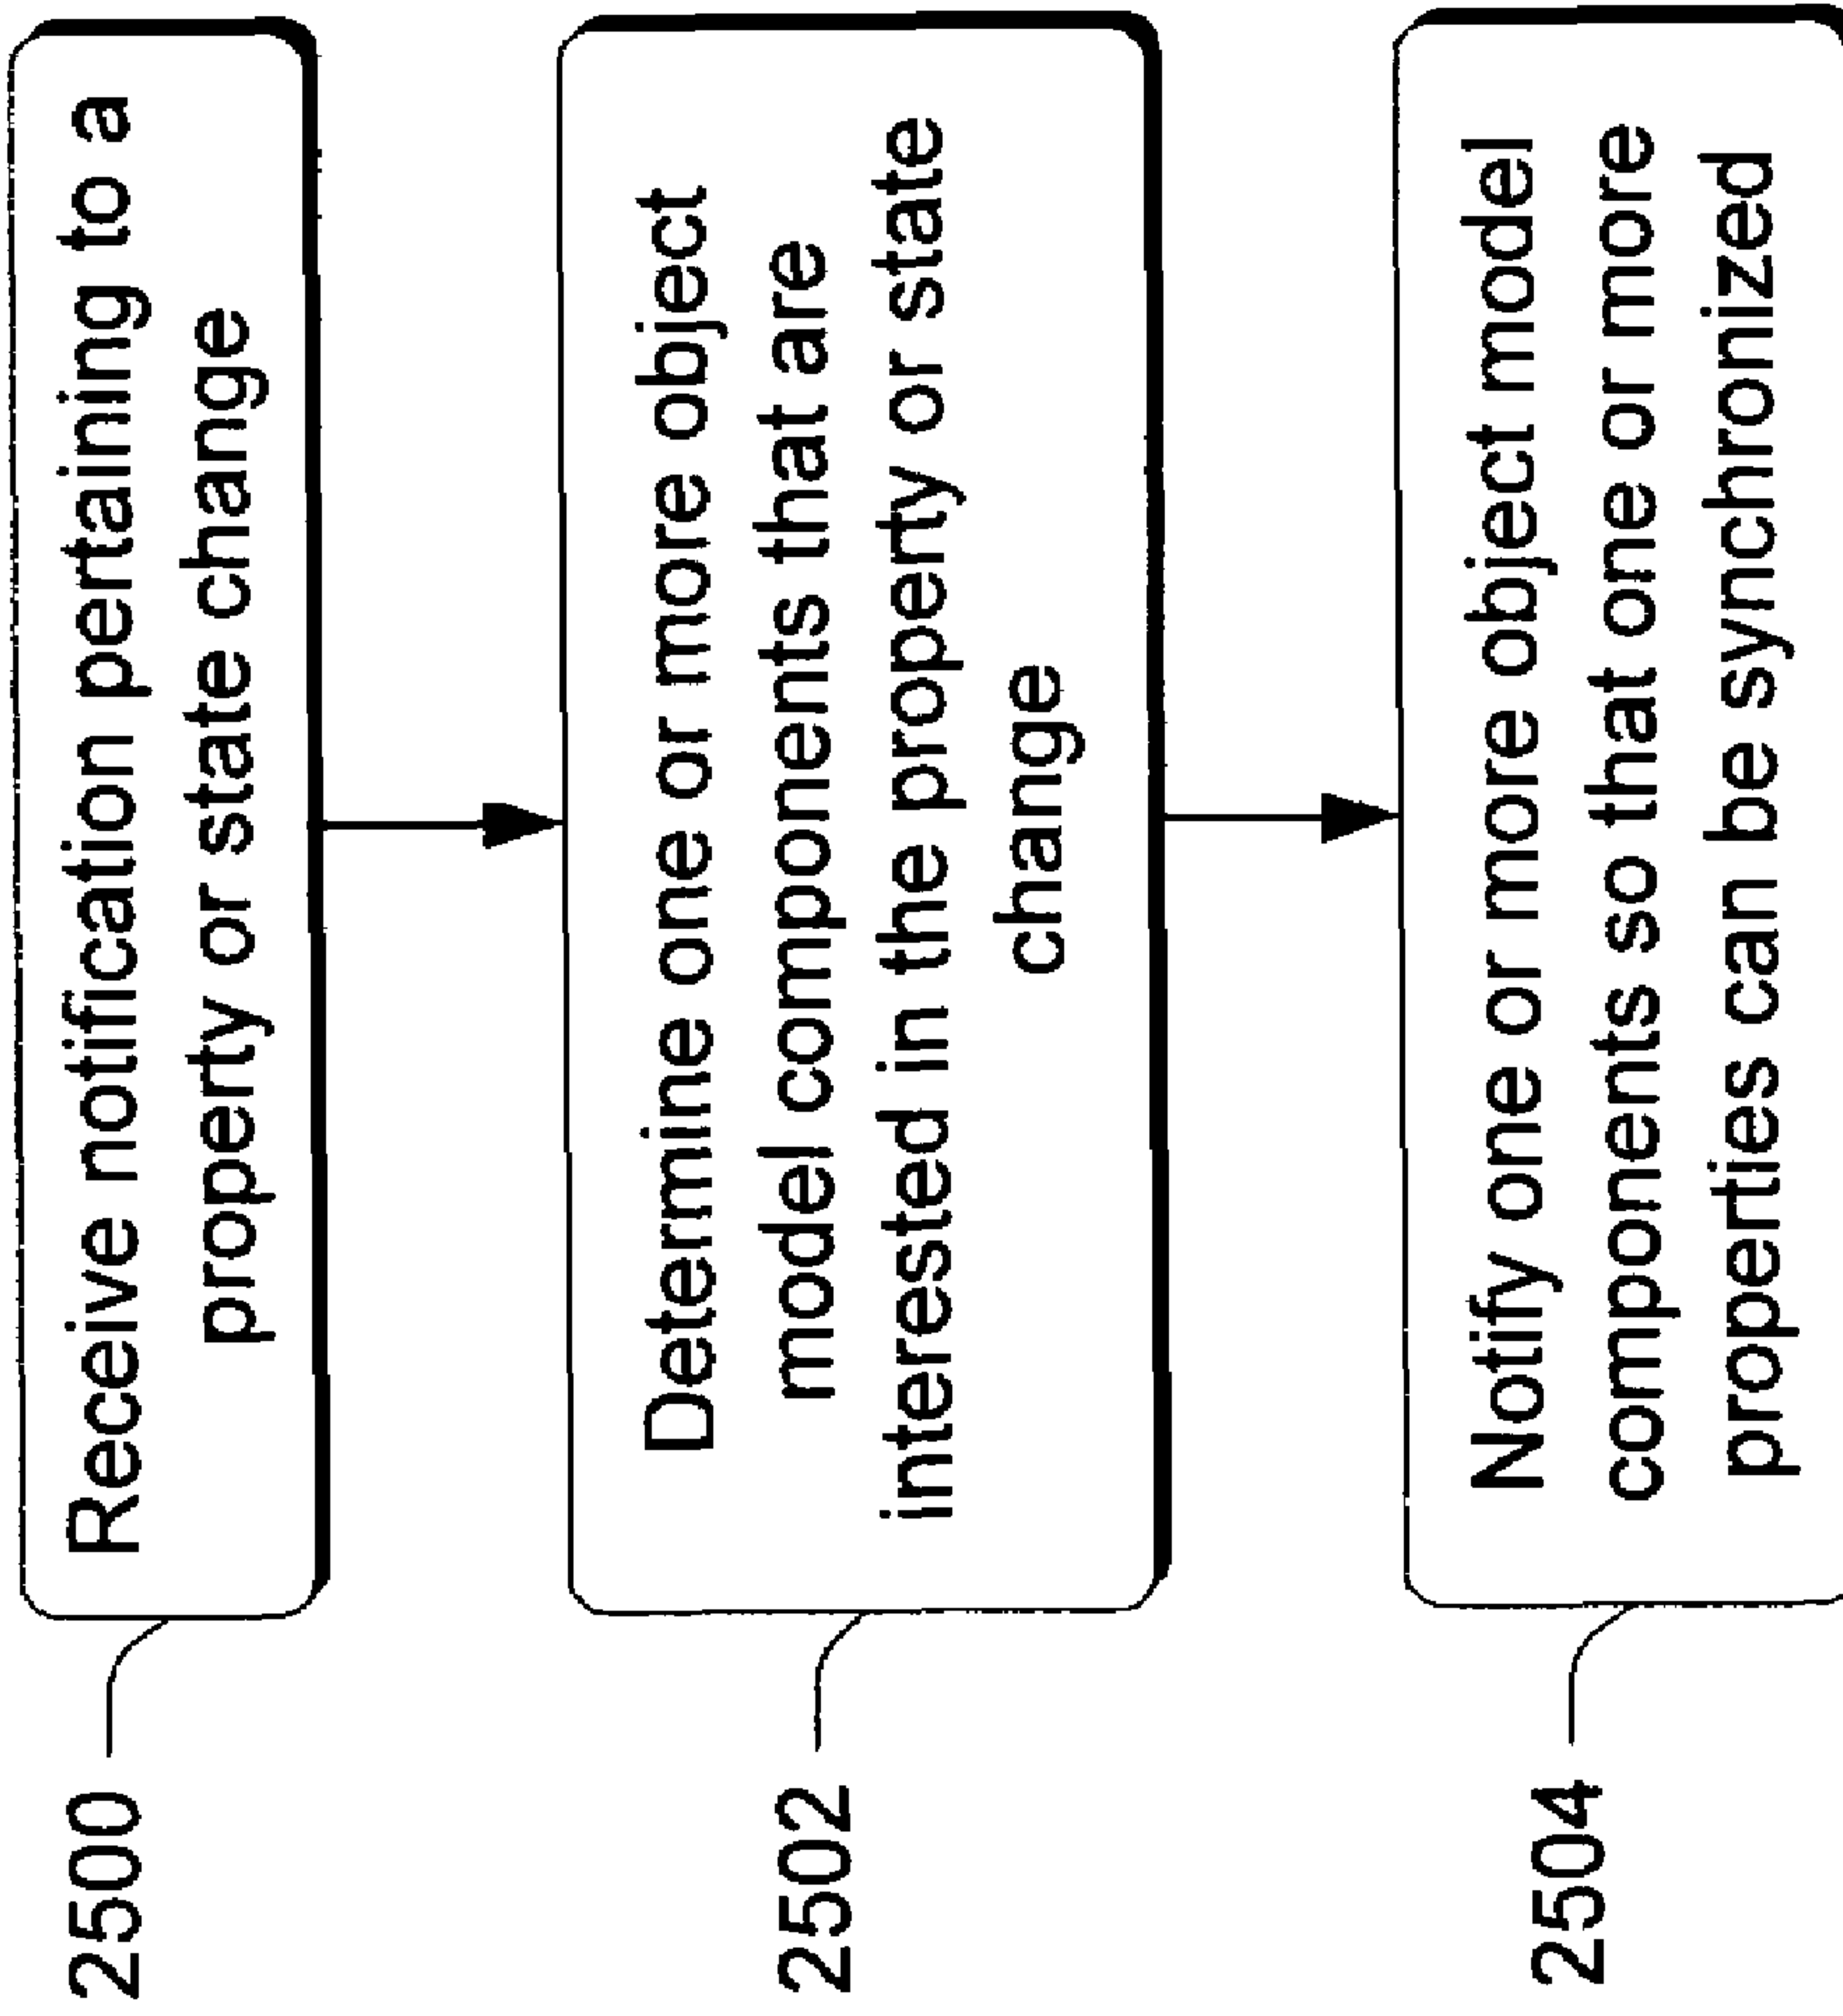 2500
Receive notification pertaining to a
property or state change
2502
Determine one or more object
model components that are
interested in the property or state
change
2504
Notify one or more object model
components so that one or more
properties can be synchronized